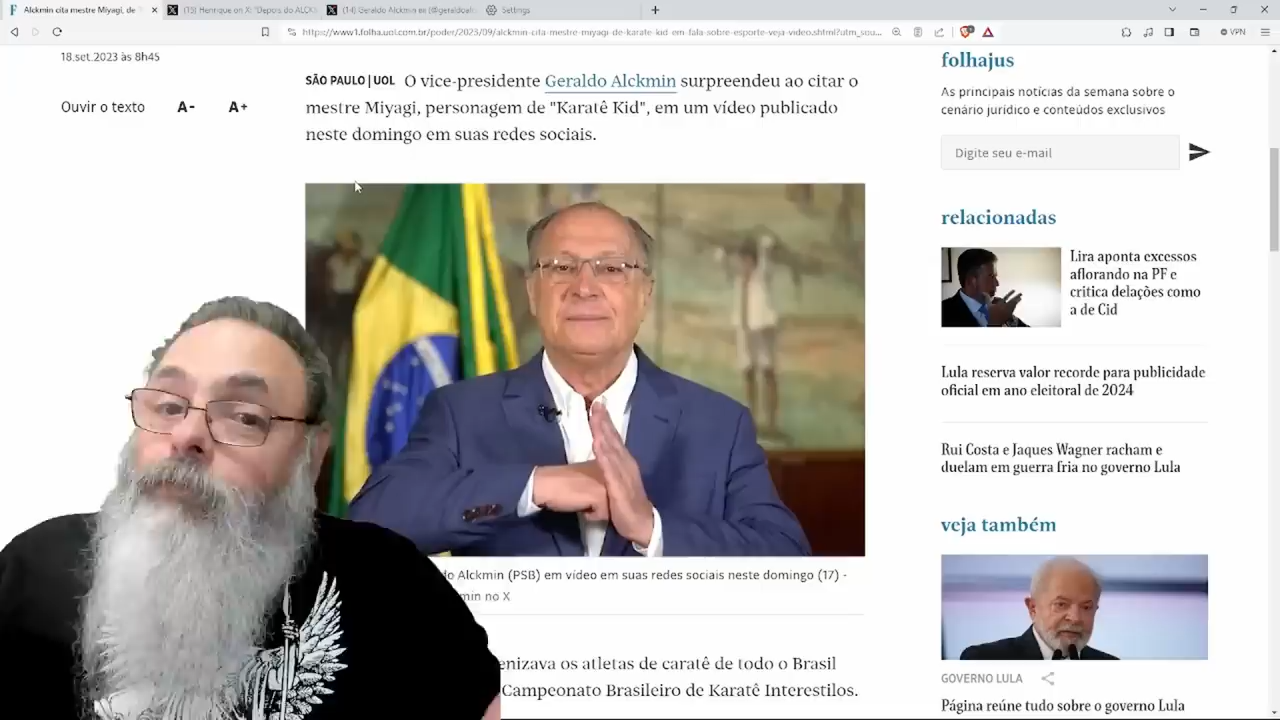 Alckmin cita mestre Miyagi, de
(15) Henrique on X: "Depois do ALCK
(14) Geraldo Alckmin
Settings
https://www1.folha.uol.com.br/poder/2023/09/alckmin-cita-mestre-miyagi-de-karate-kid-em-fala-sobre-esporte-veja-video.shtml?utm_sou...
VPN
18.set.2023 às 8h45
Ouvir o texto A- A+
SÃO PAULO | UOL O vice-presidente Geraldo Alckmin surpreendeu ao citar o
mestre Miyagi, personagem de "Karatê Kid", em um vídeo publicado
neste domingo em suas redes sociais.
do Alckmin (PSB) em vídeo em suas redes sociais neste domingo (17) -
min no X
enizava os atletas de caratê de todo o Brasil
Campeonato Brasileiro de Karatê Interestilos.
folhajus
As principais notícias da semana sobre o
cenário jurídico e conteúdos exclusivos
Digite seu e-mail
relacionadas
Lira aponta excessos
aflorando na PF e
critica delações como
a de Cid
Lula reserva valor recorde para publicidade
oficial em ano eleitoral de 2024
Rui Costa e Jaques Wagner racham e
duelam em guerra fria no governo Lula
veja também
GOVERNO LULA
Página reúne tudo sobre o governo Lula